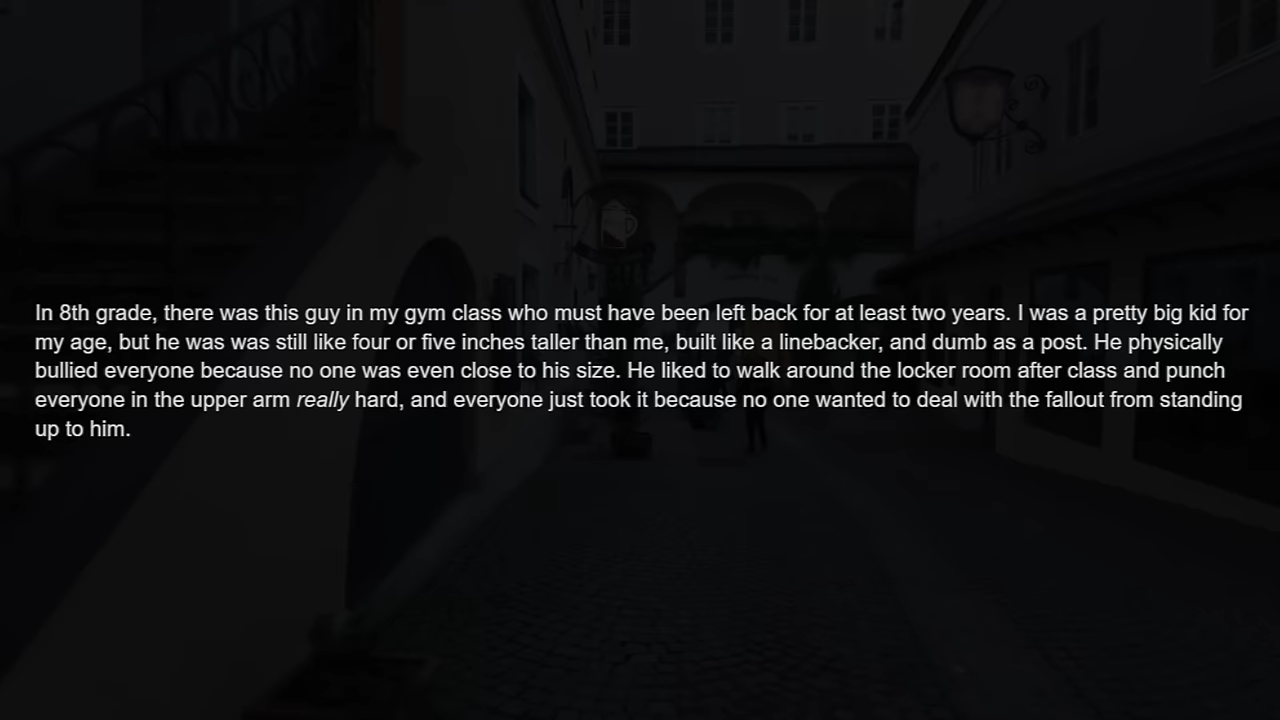 In 8th grade, there was this guy in my gym class who must have been left back for at least two years. I was a pretty big kid for
my age, but he was was still like four or five inches taller than me, built like a linebacker, and dumb as a post. He physically
bullied everyone because no one was even close to his size. He liked to walk around the locker room after class and punch
everyone in the upper arm really hard, and everyone just took it because no one wanted to deal with the fallout from standing
up to him.